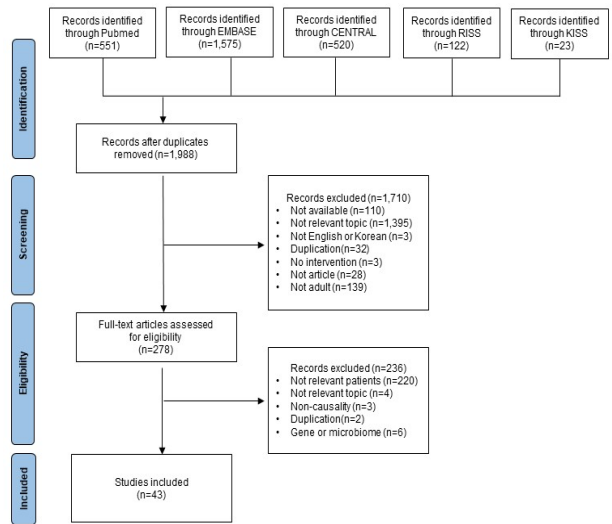 Records identified
through Pubmed
(n=551)
Records identified
through EMBASE
(n=1,575)
Records identified
through CENTRAL
(n=520)
Records identified
through RISS
(n=122)
Records identified
through KISS
(n=23)
Identification
Records after duplicates
removed (n=1,988)
Screening
Records excluded (n=1,710)
• Not available (n=110)
• Not relevant topic (n=1,395)
• Not English or Korean (n=3)
• Duplication(n=32)
• No intervention (n=3)
• Not article (n=28)
• Not adult (n=139)
Eligibility
Full-text articles assessed
for eligibility
(n=278)
Records excluded (n=236)
• Not relevant patients (n=220)
• Not relevant topic (n=4)
• Non-causality (n=3)
• Duplication(n=2)
• Gene or microbiome (n=6)
Included
Studies included
(n=43)